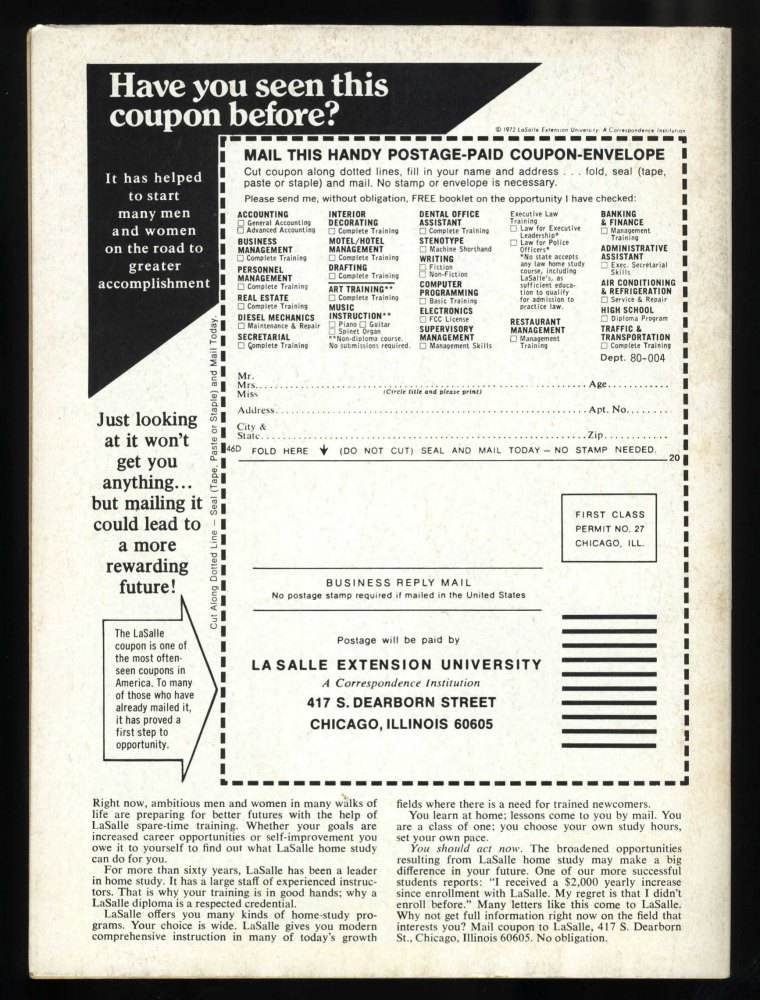 Have you seen this
coupon before?
© 1972 LaSalle Extension University. A Correspondence Institution
It has helped
to start
many men
and women
on the road to
greater
accomplishment
MAIL THIS HANDY POSTAGE-PAID COUPON-ENVELOPE
Cut coupon along dotted lines, fill in your name and address . . . fold, seal (tape,
paste or staple) and mail. No stamp or envelope is necessary.
Please send me, without obligation, FREE booklet on the opportunity I have checked:
ACCOUNTING
□ General Accounting
□ Advanced Accounting
BUSINESS
MANAGEMENT
□ Complete Training
PERSONNEL
MANAGEMENT
□ Complete Training
REAL ESTATE
□ Complete Training
DIESEL MECHANICS
□ Maintenance & Repair
SECRETARIAL
□ Complete Training
INTERIOR
DECORATING
□ Complete Training
MOTEL/HOTEL
MANAGEMENT
□ Complete Training
DRAFTING
□ Complete Training
ART TRAINING**
□ Complete Training
MUSIC
INSTRUCTION**
□ Piano □ Guitar
□ Spinet Organ
**Non-diploma course.
No submissions required.
DENTAL OFFICE
ASSISTANT
□ Complete Training
STENOTYPE
□ Machine Shorthand
WRITING
□ Fiction
□ Non-Fiction
COMPUTER
PROGRAMMING
□ Basic Training
ELECTRONICS
□ FCC License
SUPERVISORY
MANAGEMENT
□ Management Skills
Executive Law
Training
□ Law for Executive
Leadership*
□ Law for Police
Officers*
*No state accepts
any law home study
course, including
LaSalle's, as
sufficient educa-
tion to qualify
for admission to
practice law.
RESTAURANT
MANAGEMENT
□ Management
Training
BANKING
& FINANCE
□ Management
Training
ADMINISTRATIVE
ASSISTANT
□ Exec. Secretarial
Skills
AIR CONDITIONING
& REFRIGERATION
□ Service & Repair
HIGH SCHOOL
□ Diploma Program
TRAFFIC &
TRANSPORTATION
□ Complete Training
Dept. 80-004
Mr.
Mrs. Age
Miss (Circle title and please print)
Address Apt. No.
City &
State Zip
46D FOLD HERE ↓ (DO NOT CUT) SEAL AND MAIL TODAY — NO STAMP NEEDED. 20
Cut Along Dotted Line — Seal (Tape, Paste or Staple) and Mail Today.
Just looking
at it won't
get you
anything...
but mailing it
could lead to
a more
rewarding
future!
FIRST CLASS
PERMIT NO. 27
CHICAGO, ILL.
BUSINESS REPLY MAIL
No postage stamp required if mailed in the United States
Postage will be paid by
LA SALLE EXTENSION UNIVERSITY
A Correspondence Institution
417 S. DEARBORN STREET
CHICAGO, ILLINOIS 60605
The LaSalle
coupon is one of
the most often-
seen coupons in
America. To many
of those who have
already mailed it,
it has proved a
first step to
opportunity.
Right now, ambitious men and women in many walks of
life are preparing for better futures with the help of
LaSalle spare-time training. Whether your goals are
increased career opportunities or self-improvement you
owe it to yourself to find out what LaSalle home study
can do for you.
For more than sixty years, LaSalle has been a leader
in home study. It has a large staff of experienced instruc-
tors. That is why your training is in good hands; why a
LaSalle diploma is a respected credential.
LaSalle offers you many kinds of home-study pro-
grams. Your choice is wide. LaSalle gives you modern
comprehensive instruction in many of today's growth
fields where there is a need for trained newcomers.
You learn at home; lessons come to you by mail. You
are a class of one; you choose your own study hours,
set your own pace.
You should act now. The broadened opportunities
resulting from LaSalle home study may make a big
difference in your future. One of our more successful
students reports: "I received a $2,000 yearly increase
since enrollment with LaSalle. My regret is that I didn't
enroll before." Many letters like this come to LaSalle.
Why not get full information right now on the field that
interests you? Mail coupon to LaSalle, 417 S. Dearborn
St., Chicago, Illinois 60605. No obligation.